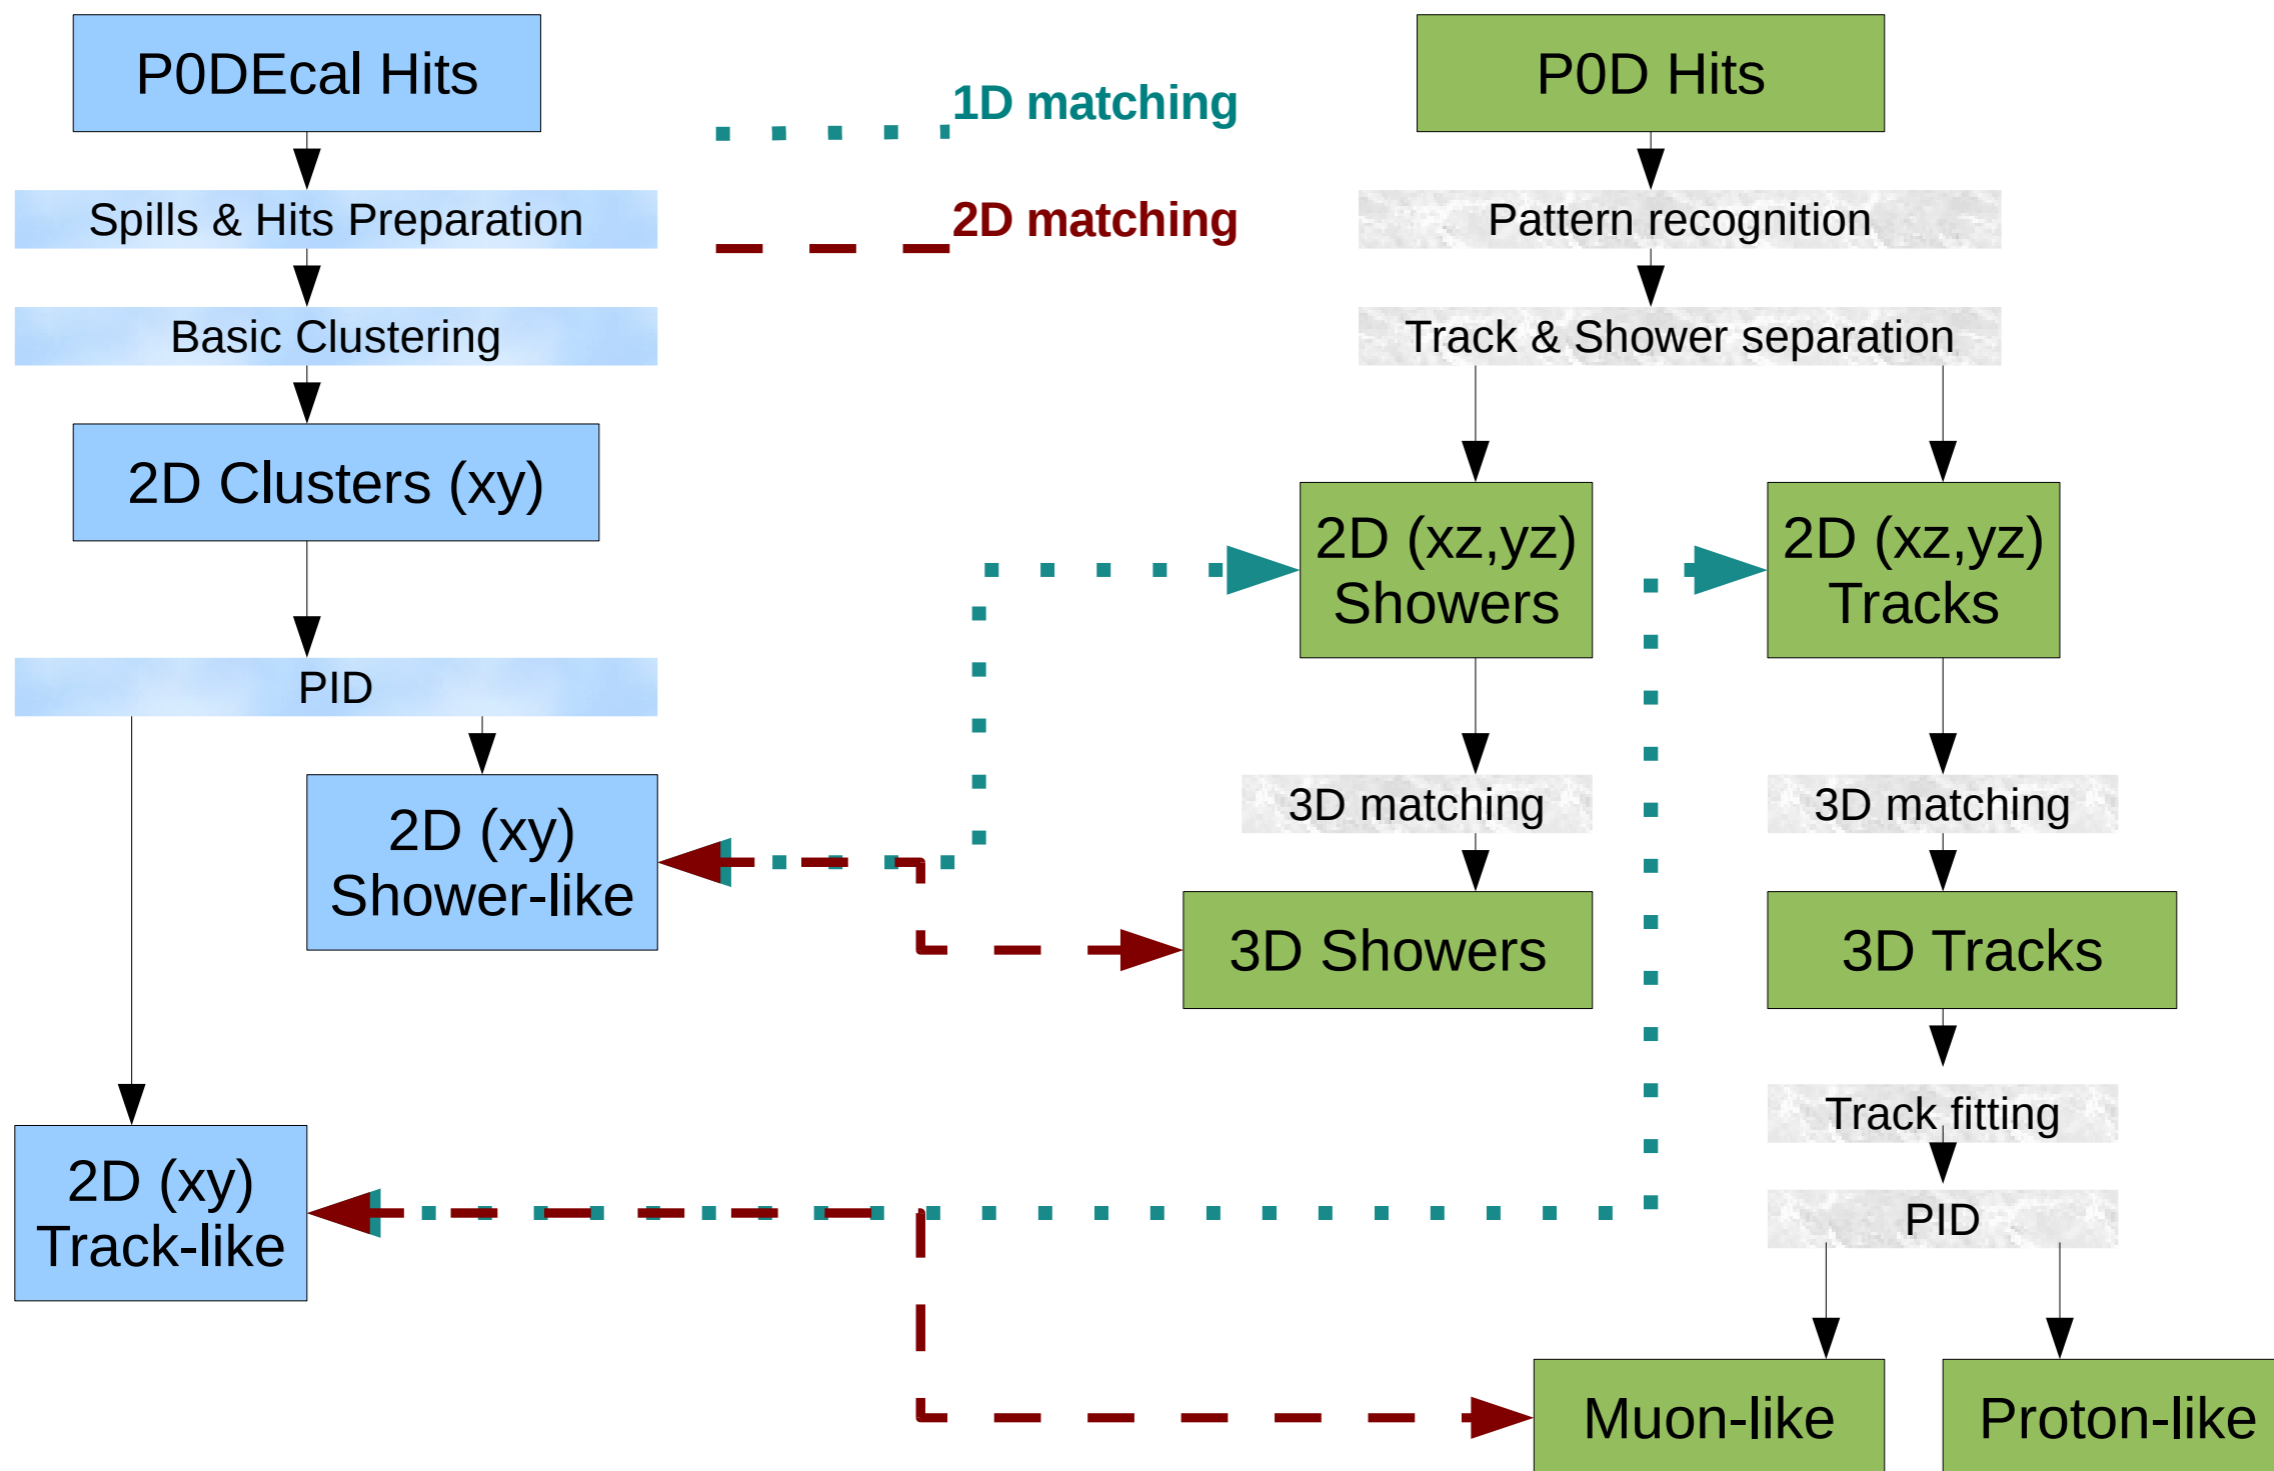 P0DEcal Hits
Spills & Hits Preparation
Basic Clustering
2D Clusters (xy)
PID
2D (xy)
Shower-like
2D (xy)
Track-like
1D matching
2D matching
P0D Hits
Pattern recognition
Track & Shower separation
2D (xz,yz)
Showers
3D matching
3D Showers
2D (xz,yz)
Tracks
3D matching
3D Tracks
Track fitting
PID
Muon-like
Proton-like